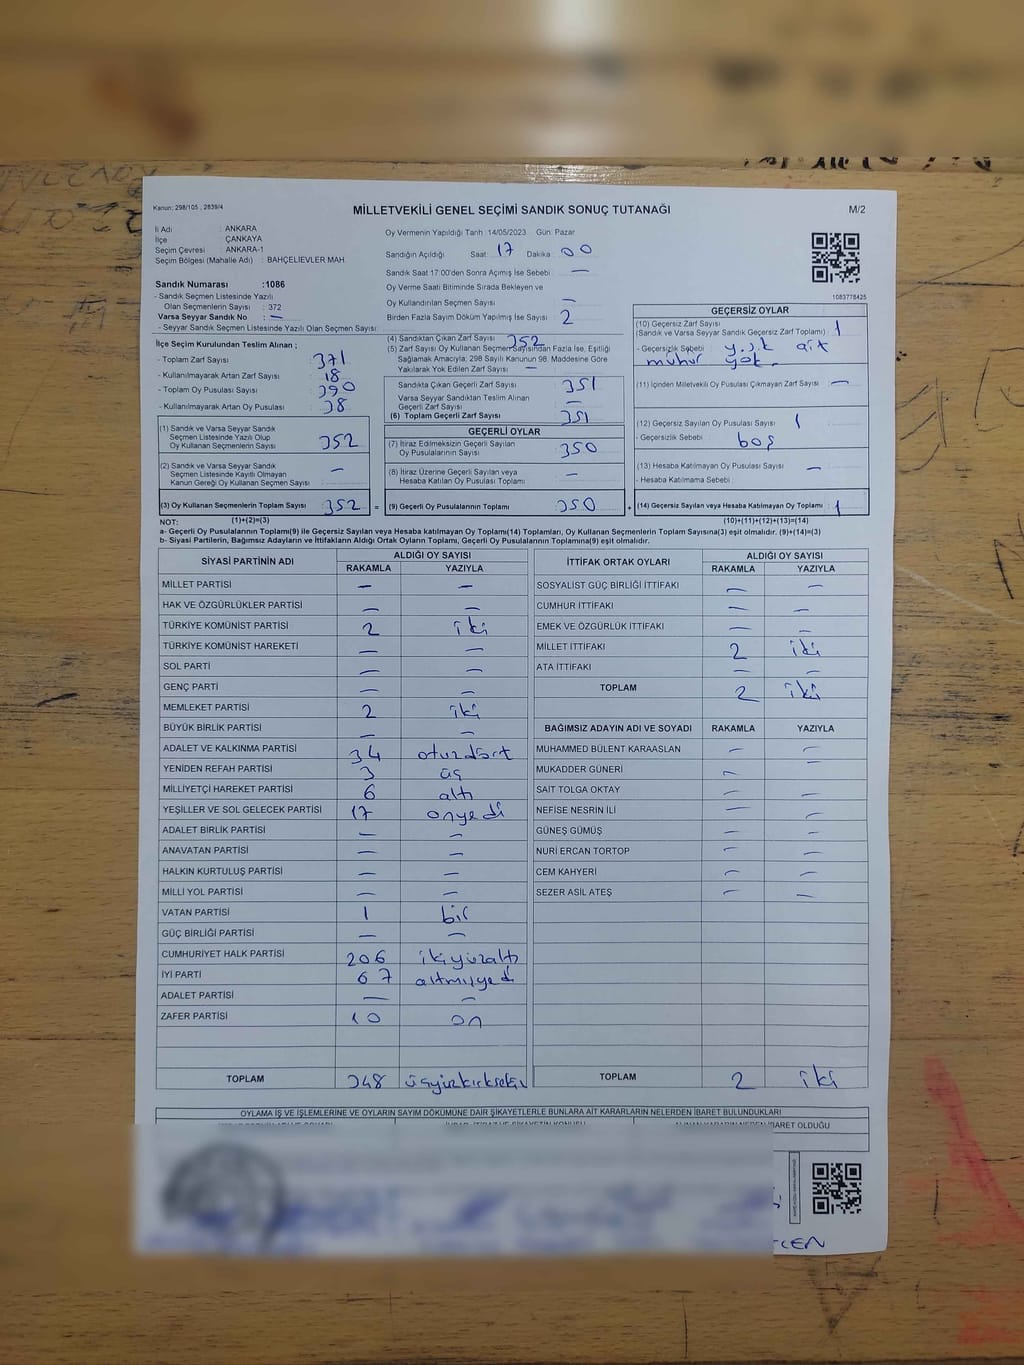 Kanun: 298/105 , 2839/4
MİLLETVEKİLİ GENEL SEÇİMİ SANDIK SONUÇ TUTANAĞI
M/2
İli Adı : ANKARA
İlçe : ÇANKAYA
Seçim Çevresi : ANKARA-1
Seçim Bölgesi (Mahalle Adı) : BAHÇELİEVLER MAH.
Oy Vermenin Yapıldığı Tarih :14/05/2023 Gün: Pazar
Sandığın Açıldığı Saat: 17 Dakika: 00
Sandık Saat 17.00'den Sonra Açımış İse Sebebi : —
Oy Verme Saati Bitiminde Sırada Bekleyen ve
Oy Kullandırılan Seçmen Sayısı —
Birden Fazla Sayım Döküm Yapılmış İse Sayısı : 2
1083778425
Sandık Numarası :1086
- Sandık Seçmen Listesinde Yazılı
Olan Seçmenlerin Sayısı : 372
Varsa Seyyar Sandık No : —
- Seyyar Sandık Seçmen Listesinde Yazılı Olan Seçmen Sayısı:
İlçe Seçim Kurulundan Teslim Alınan ;
- Toplam Zarf Sayısı : 371
- Kullanılmayarak Artan Zarf Sayısı : 18
- Toplam Oy Pusulası Sayısı : 390
- Kullanılmayarak Artan Oy Pusulası : 38
(1) Sandık ve Varsa Seyyar Sandık
Seçmen Listesinde Yazılı Olup
Oy Kullanan Seçmenlerin Sayısı 352
(2) Sandık ve Varsa Seyyar Sandık
Seçmen Listesinde Kayıtlı Olmayan
Kanun Gereği Oy Kullanan Seçmen Sayısı —
(3) Oy Kullanan Seçmenlerin Toplam Sayısı : 352 =
(4) Sandıktan Çıkan Zarf Sayısı : 352
(5) Zarf Sayısı Oy Kullanan Seçmen Sayısından Fazla İse, Eşitliği
Sağlamak Amacıyla; 298 Sayılı Kanunun 98. Maddesine Göre
Yakılarak Yok Edilen Zarf Sayısı : —
Sandıkta Çıkan Geçerli Zarf Sayısı : 351
Varsa Seyyar Sandıktan Teslim Alınan
Geçerli Zarf Sayısı : —
(6) Toplam Geçerli Zarf Sayısı : 351
GEÇERLİ OYLAR
(7) İtiraz Edilmeksizin Geçerli Sayılan
Oy Pusulalarının Sayısı: 350
(8) İtiraz Üzerine Geçerli Sayılan veya
Hesaba Katılan Oy Pusulası Toplamı : —
(9) Geçerli Oy Pusulalarının Toplamı : 350 +
GEÇERSİZ OYLAR
(10) Geçersiz Zarf Sayısı
(Sandık ve Varsa Seyyar Sandık Geçersiz Zarf Toplamı) : 1
- Geçersizlik Sebebi : y.s.k ait
mühür yok.
(11) İçinden Milletvekili Oy Pusulası Çıkmayan Zarf Sayısı: —
(12) Geçersiz Sayılan Oy Pusulası Sayısı : 1
- Geçersizlik Sebebi : boş
(13) Hesaba Katılmayan Oy Pusulası Sayısı : —
- Hesaba Katılmama Sebebi :
(14) Geçersiz Sayılan veya Hesaba Katılmayan Oy Toplamı : 1
NOT: (1)+(2)=(3) (10)+(11)+(12)+(13)=(14)
a- Geçerli Oy Pusulalarının Toplamı(9) ile Geçersiz Sayılan veya Hesaba katılmayan Oy Toplamı(14) Toplamları, Oy Kullanan Seçmenlerin Toplam Sayısına(3) eşit olmalıdır. (9)+(14)=(3)
b- Siyasi Partilerin, Bağımsız Adayların ve İttifakların Aldığı Ortak Oyların Toplamı, Geçerli Oy Pusulalarının Toplamına(9) eşit olmalıdır.
SİYASİ PARTİNİN ADI ALDIĞI OY SAYISI
RAKAMLA YAZIYLA
MİLLET PARTİSİ — —
HAK VE ÖZGÜRLÜKLER PARTİSİ — —
TÜRKİYE KOMÜNİST PARTİSİ 2 iki
TÜRKİYE KOMÜNİST HAREKETİ — —
SOL PARTİ — —
GENÇ PARTİ — —
MEMLEKET PARTİSİ 2 iki
BÜYÜK BİRLİK PARTİSİ — —
ADALET VE KALKINMA PARTİSİ 34 otuzdört
YENİDEN REFAH PARTİSİ 3 üç
MİLLİYETÇİ HAREKET PARTİSİ 6 altı
YEŞİLLER VE SOL GELECEK PARTİSİ 17 onyedi
ADALET BİRLİK PARTİSİ — —
ANAVATAN PARTİSİ — —
HALKIN KURTULUŞ PARTİSİ — —
MİLLİ YOL PARTİSİ — —
VATAN PARTİSİ 1 bir
GÜÇ BİRLİĞİ PARTİSİ — —
CUMHURİYET HALK PARTİSİ 206 ikiyüzaltı
İYİ PARTİ 67 altmışyedi
ADALET PARTİSİ — —
ZAFER PARTİSİ 10 on
TOPLAM 348 üçyüzkırksekiz
İTTİFAK ORTAK OYLARI ALDIĞI OY SAYISI
RAKAMLA YAZIYLA
SOSYALİST GÜÇ BİRLİĞİ İTTİFAKI — —
CUMHUR İTTİFAKI — —
EMEK VE ÖZGÜRLÜK İTTİFAKI — —
MİLLET İTTİFAKI 2 iki
ATA İTTİFAKI — —
TOPLAM 2 iki
BAĞIMSIZ ADAYIN ADI VE SOYADI RAKAMLA YAZIYLA
MUHAMMED BÜLENT KARAASLAN — —
MUKADDER GÜNERİ — —
SAİT TOLGA OKTAY — —
NEFİSE NESRİN İLİ — —
GÜNEŞ GÜMÜŞ — —
NURİ ERCAN TORTOP — —
CEM KAHYERİ — —
SEZER ASİL ATEŞ — —
TOPLAM 2 iki
OYLAMA İŞ VE İŞLEMLERİNE VE OYLARIN SAYIM DÖKÜMÜNE DAİR ŞİKAYETLERLE BUNLARA AİT KARARLARIN NELERDEN İBARET BULUNDUKLARI